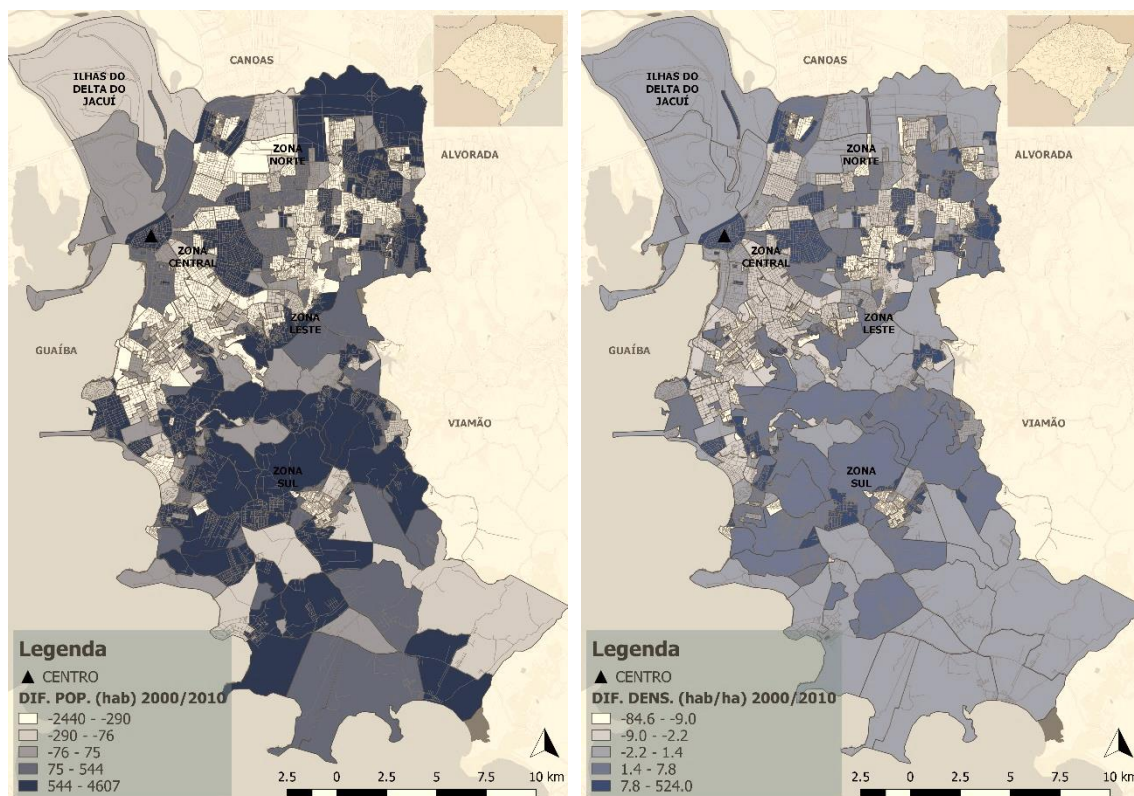 CANOAS
ILHAS DO
DELTA DO
JACUÍ
ZONA
NORTE
ALVORADA
ZONA
CENTRAL
ZONA
LESTE
GUAÍBA
VIAMÃO
ZONA
SUL
Legenda
CENTRO
DIF. POP. (hab) 2000/2010
-2440 - -290
-290 - -76
-76 - 75
75 - 544
544 - 4607
2.5 0 2.5 5 7.5 10 km
CANOAS
ILHAS DO
DELTA DO
JACUÍ
ZONA
NORTE
ALVORADA
ZONA
CENTRAL
ZONA
LESTE
GUAÍBA
VIAMÃO
ZONA
SUL
Legenda
CENTRO
DIF. DENS. (hab/ha) 2000/2010
-84.6 - -9.0
-9.0 - -2.2
-2.2 - 1.4
1.4 - 7.8
7.8 - 524.0
2.5 0 2.5 5 7.5 10 km